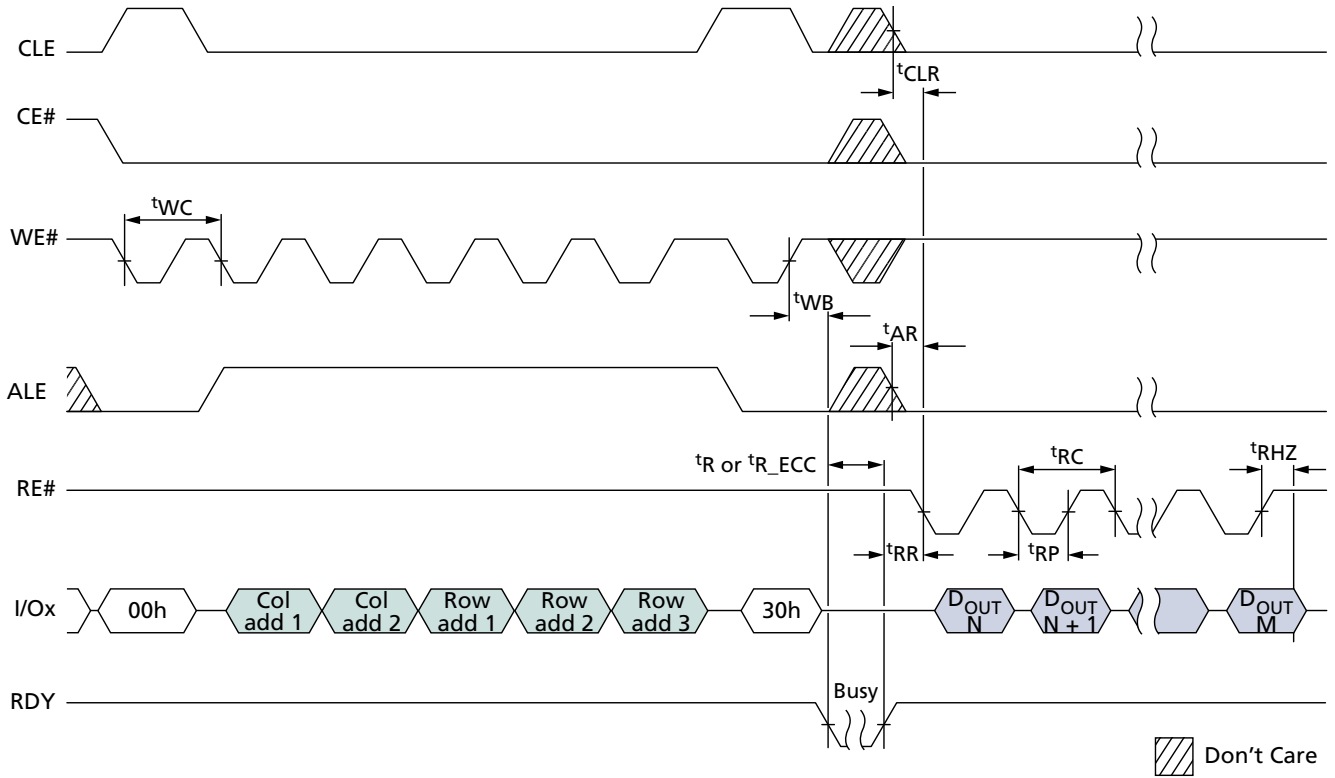 CLE
tCLR
CE#
tWC
WE#
tWB
tAR
ALE
tR or tR_ECC
tRC
tRHZ
RE#
tRR
tRP
I/Ox
00h
Col
add 1
Col
add 2
Row
add 1
Row
add 2
Row
add 3
30h
DOUT
N
DOUT
N + 1
DOUT
M
RDY
Busy
Don't Care